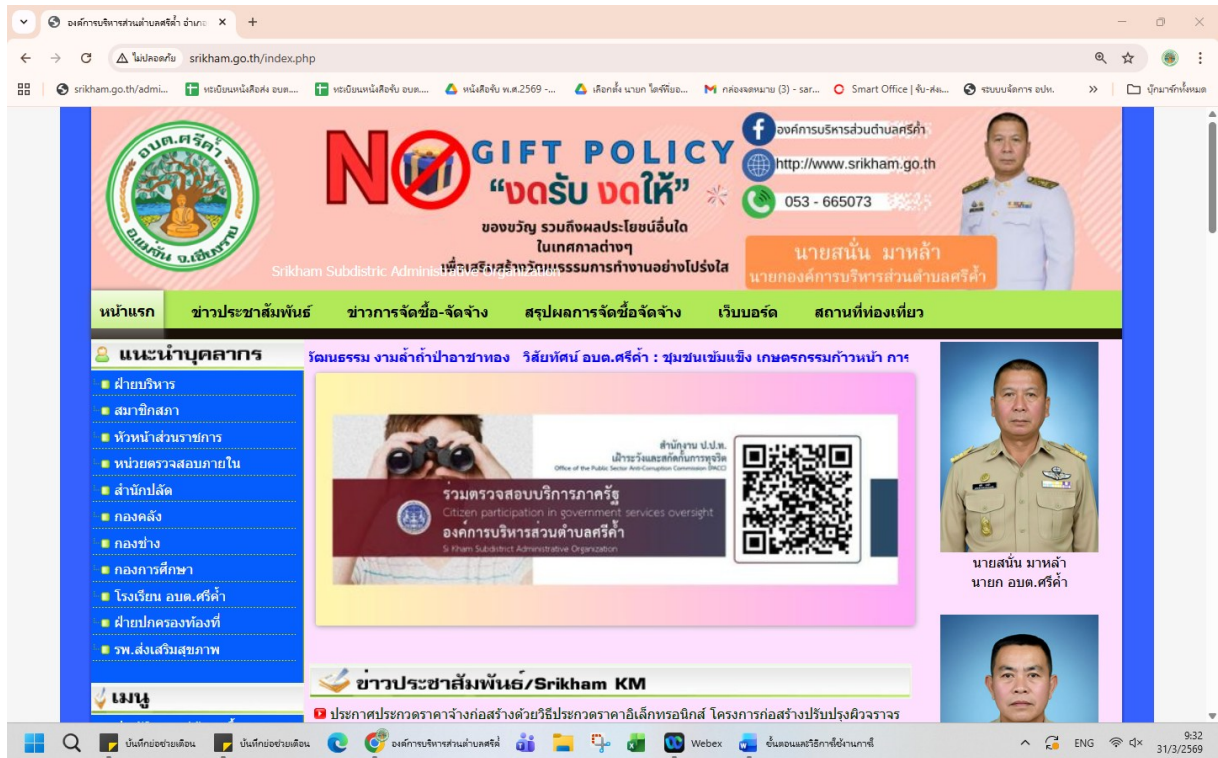 องค์การบริหารส่วนตำบลศรีค้ำ อำเภอ
ไม่ปลอดภัย srikham.go.th/index.php
srikham.go.th/admi... ทะเบียนหนังสือส่ง อบต.... ทะเบียนหนังสือรับ อบต.... หนังสือรับ พ.ศ.2569 -... เลือกตั้ง นายก ไดร์ฟ์ของ... กล่องจดหมาย (3) - sar... Smart Office | รับ-ส่ง... ระบบจัดการ อปท. » บุ๊กมาร์กทั้งหมด
อบต.ศรีค้ำ
อ.แม่จัน จ.เชียงราย
NO GIFT POLICY
“งดรับ งดให้”
ของขวัญ รวมถึงผลประโยชน์อื่นใด
ในเทศกาลต่างๆ
เพื่อเสริมสร้างวัฒนธรรมการทำงานอย่างโปร่งใส
Srikham Subdistric Administrative Organization
องค์การบริหารส่วนตำบลศรีค้ำ
http://www.srikham.go.th
053 - 665073
นายสนั่น มาหล้า
นายกองค์การบริหารส่วนตำบลศรีค้ำ
หน้าแรก ข่าวประชาสัมพันธ์ ข่าวการจัดซื้อ-จัดจ้าง สรุปผลการจัดซื้อจัดจ้าง เว็บบอร์ด สถานที่ท่องเที่ยว
แนะนำบุคลากร
ฝ่ายบริหาร
สมาชิกสภา
หัวหน้าส่วนราชการ
หน่วยตรวจสอบภายใน
สำนักปลัด
กองคลัง
กองช่าง
กองการศึกษา
โรงเรียน อบต.ศรีค้ำ
ฝ่ายปกครองท้องที่
รพ.ส่งเสริมสุขภาพ
เมนู
วัฒนธรรม งามล้ำถ้ำป่าอาชาทอง วิสัยทัศน์ อบต.ศรีค้ำ : ชุมชนเข้มแข็ง เกษตรกรรมก้าวหน้า การ
สำนักงาน ป.ป.ท.
เฝ้าระวังและสกัดกั้นการทุจริต
Office of the Public Sector Anti-Corruption Commission (PACC)
ร่วมตรวจสอบบริการภาครัฐ
Citizen participation in government services oversight
องค์การบริหารส่วนตำบลศรีค้ำ
Si Kham Subdistrict Administrative Organization
ข่าวประชาสัมพันธ์/Srikham KM
ประกาศประกวดราคาจ้างก่อสร้างด้วยวิธีประกวดราคาอิเล็กทรอนิกส์ โครงการก่อสร้างปรับปรุงผิวจราจร
นายสนั่น มาหล้า
นายก อบต.ศรีค้ำ
บันทึกย่อช่วยเตือน บันทึกย่อช่วยเตือน องค์การบริหารส่วนตำบลศรีค้ Webex ขั้นตอนและวิธีการใช้งานการใช้
ENG 9:32
31/3/2569